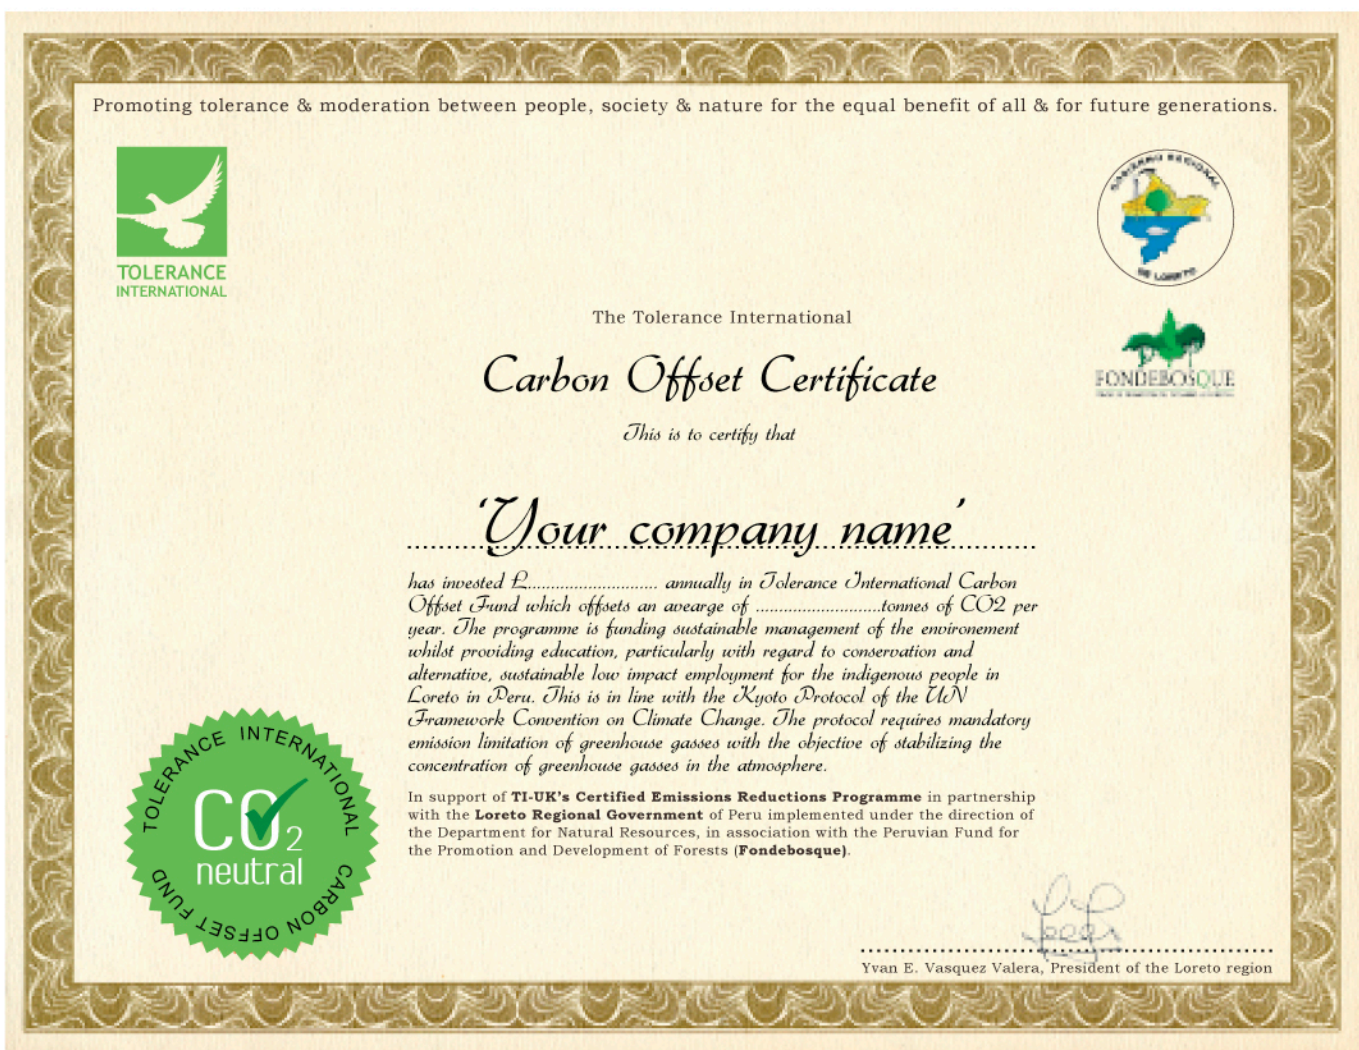 Promoting tolerance & moderation between people, society & nature for the equal benefit of all & for future generations.
TOLERANCE
INTERNATIONAL
GOBIERNO REGIONAL
DE LORETO
FONDEBOSQUE
The Tolerance International
Carbon Offset Certificate
This is to certify that
'Your company name'
has invested £............................ annually in Tolerance International Carbon
Offset Fund which offsets an avearge of ...........................tonnes of CO2 per
year. The programme is funding sustainable management of the environement
whilst providing education, particularly with regard to conservation and
alternative, sustainable low impact employment for the indigenous people in
Loreto in Peru. This is in line with the Kyoto Protocol of the UN
Framework Convention on Climate Change. The protocol requires mandatory
emission limitation of greenhouse gasses with the objective of stabilizing the
concentration of greenhouse gasses in the atmosphere.
In support of TI-UK's Certified Emissions Reductions Programme in partnership
with the Loreto Regional Government of Peru implemented under the direction of
the Department for Natural Resources, in association with the Peruvian Fund for
the Promotion and Development of Forests (Fondebosque).
TOLERANCE INTERNATIONAL
CARBON OFFSET FUND
CO2
neutral
Yvan E. Vasquez Valera, President of the Loreto region